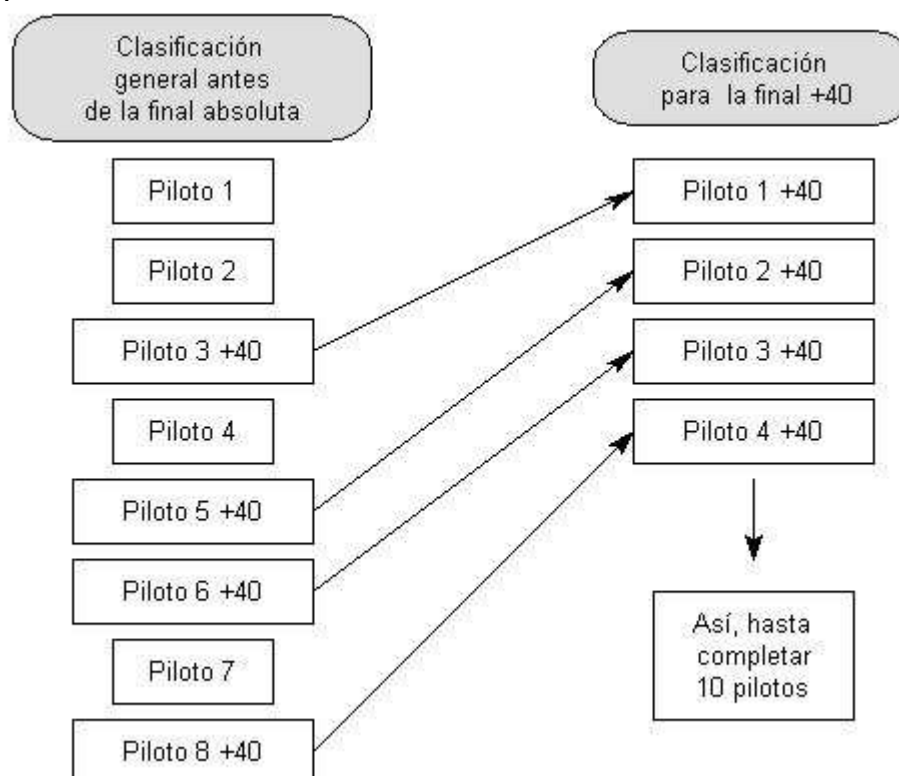 Clasificación
general antes
de la final absoluta
Piloto 1
Piloto 2
Piloto 3 +40
Piloto 4
Piloto 5 +40
Piloto 6 +40
Piloto 7
Piloto 8 +40
Clasificación
para la final +40
Piloto 1 +40
Piloto 2 +40
Piloto 3 +40
Piloto 4 +40
Así, hasta
completar
10 pilotos